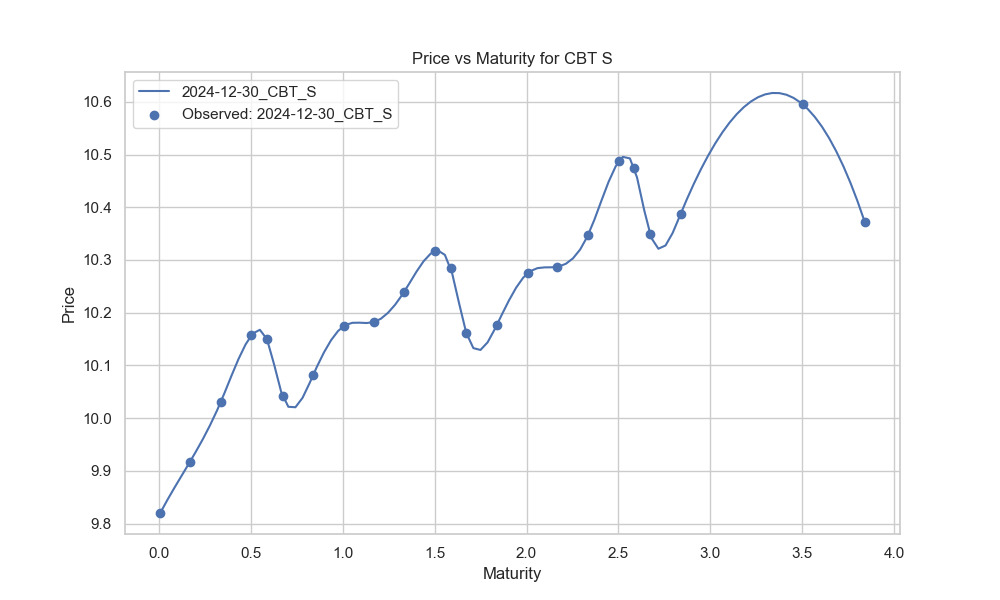 Price vs Maturity for CBT S
2024-12-30_CBT_S
Observed: 2024-12-30_CBT_S
Price
10.6
10.5
10.4
10.3
10.2
10.1
10.0
9.9
9.8
0.0 0.5 1.0 1.5 2.0 2.5 3.0 3.5 4.0
Maturity